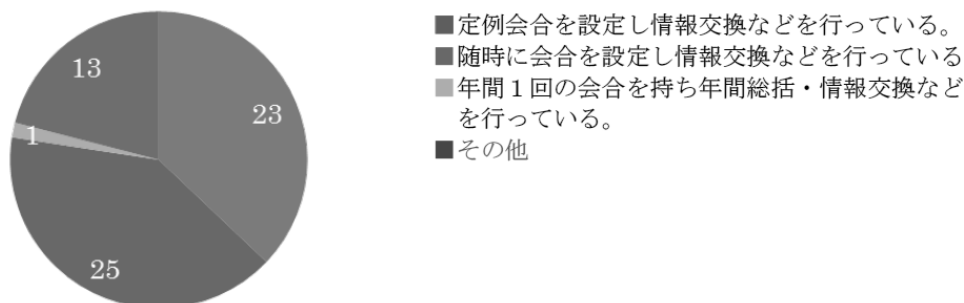 13
23
1
25
■定例会合を設定し情報交換などを行っている。
■随時に会合を設定し情報交換などを行っている
■年間１回の会合を持ち年間総括・情報交換など
を行っている。
■その他